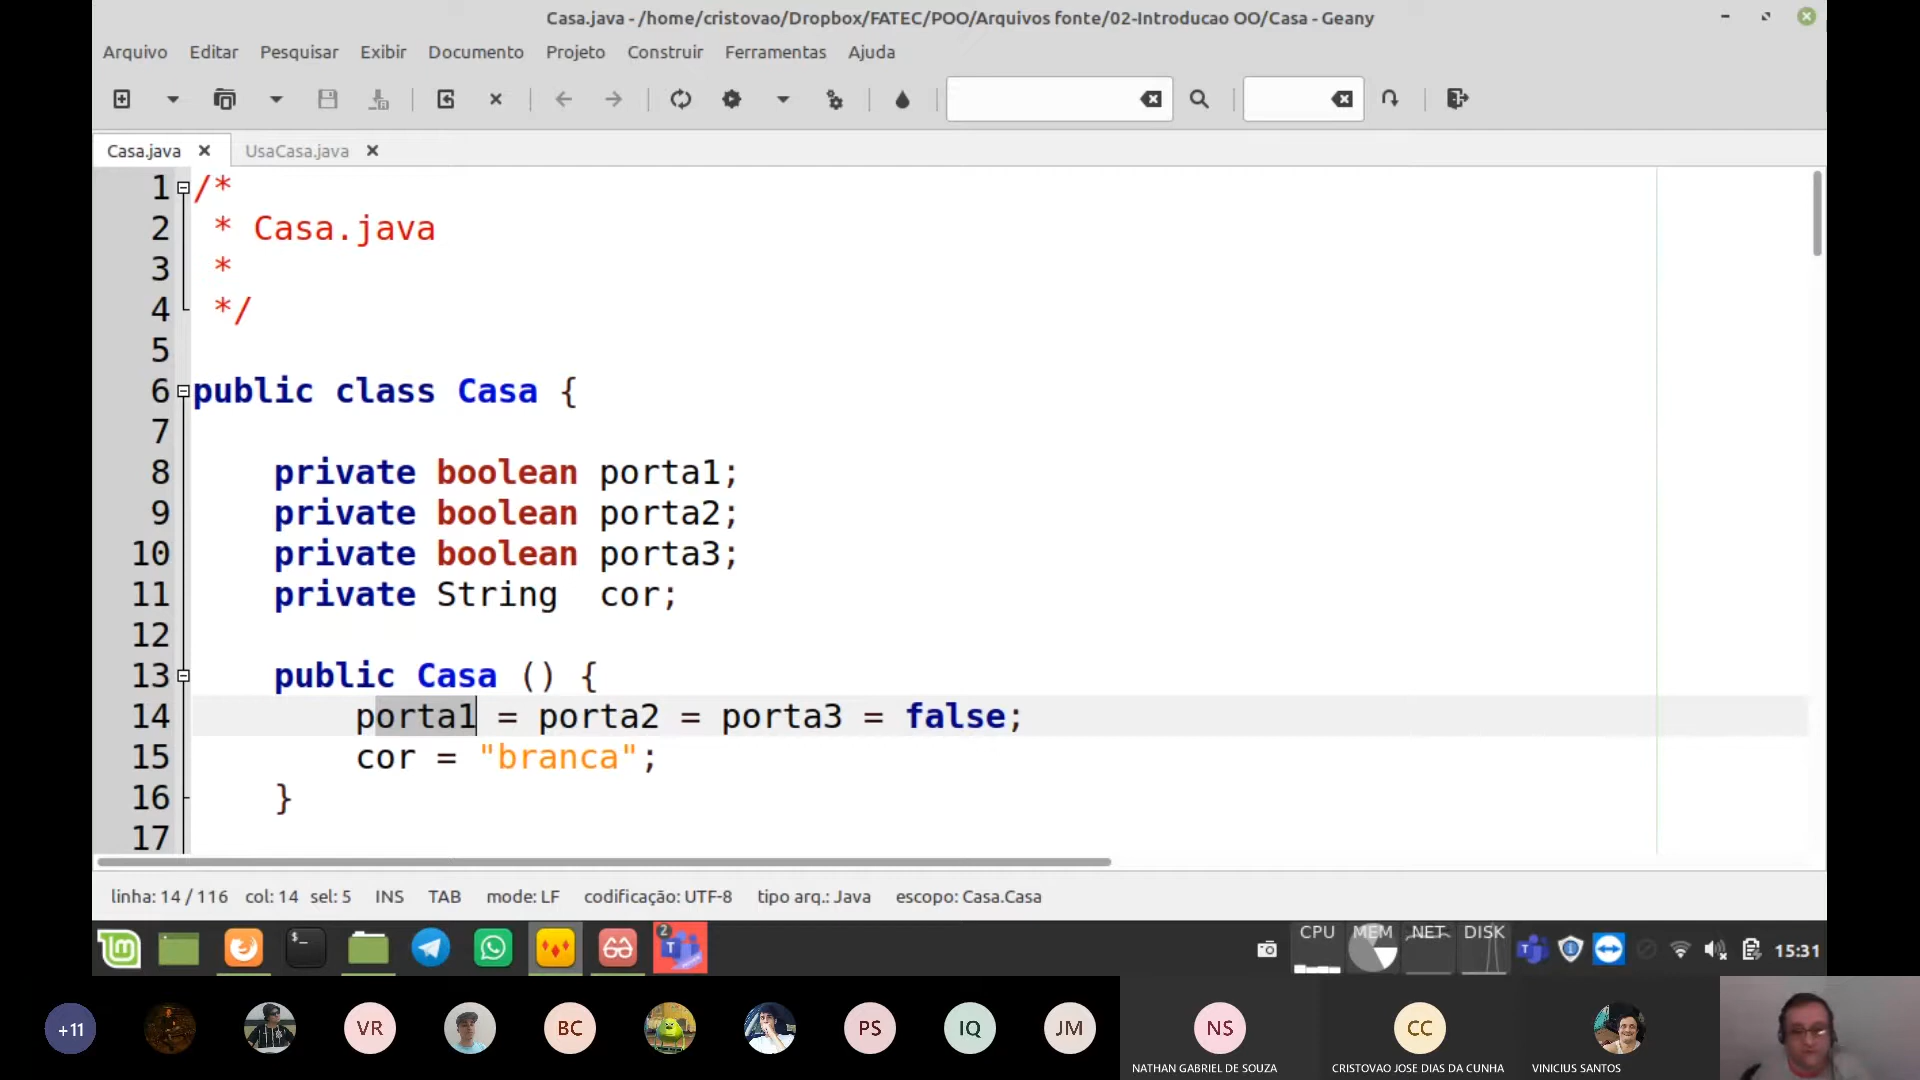 Casa.java - /home/cristovao/Dropbox/FATEC/POO/Arquivos fonte/02-Introducao OO/Casa - Geany
Arquivo Editar Pesquisar Exibir Documento Projeto Construir Ferramentas Ajuda
Casa.java UsaCasa.java
1 /*
2 * Casa.java
3 *
4 */
5
6 public class Casa {
7
8 private boolean porta1;
9 private boolean porta2;
10 private boolean porta3;
11 private String cor;
12
13 public Casa () {
14 porta1 = porta2 = porta3 = false;
15 cor = "branca";
16 }
17
linha: 14 / 116 col: 14 sel: 5 INS TAB mode: LF codificação: UTF-8 tipo arq.: Java escopo: Casa.Casa
2 CPU MEM NET DISK 15:31
+11 VR BC PS IQ JM NS CC
NATHAN GABRIEL DE SOUZA CRISTOVAO JOSE DIAS DA CUNHA VINICIUS SANTOS